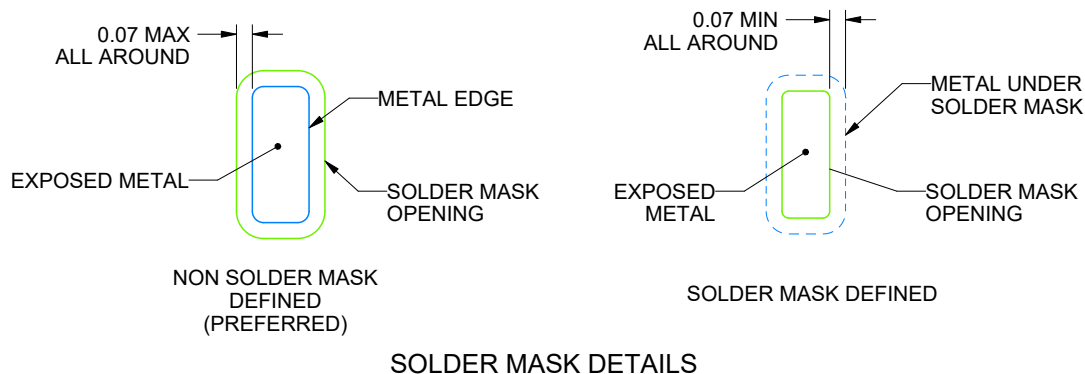 0.07 MAX
ALL AROUND
METAL EDGE
EXPOSED METAL
SOLDER MASK
OPENING
NON SOLDER MASK
DEFINED
(PREFERRED)
0.07 MIN
ALL AROUND
METAL UNDER
SOLDER MASK
EXPOSED
METAL
SOLDER MASK
OPENING
SOLDER MASK DEFINED
SOLDER MASK DETAILS